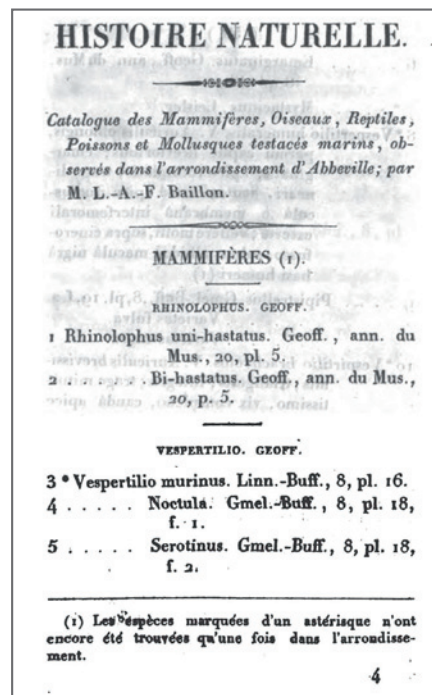 HISTOIRE NATURELLE.
Catalogue des Mammifères, Oiseaux, Reptiles,
Poissons et Mollusques testacés marins, ob-
servés dans l'arrondissement d'Abbeville; par
M. L.-A.-F. Baillon.
MAMMIFÈRES (1).
RHINOLOPHUS. GEOFF.
1 Rhinolophus uni-hastatus. Geoff., ann. du
Mus., 20, pl. 5.
2 . . . . . Bi-hastatus. Geoff., ann. du Mus.,
20, p. 5.
VESPERTILIO. GEOFF.
3 * Vespertilio murinus. Linn.-Buff., 8, pl. 16.
4 . . . . . Noctula. Gmel.-Buff., 8, pl. 18,
f. 1.
5 . . . . . Serotinus. Gmel.-Buff., 8, pl. 18,
f. 2.
(1) Les espèces marquées d'un astérisque n'ont
encore été trouvées qu'une fois dans l'arrondisse-
ment.
4